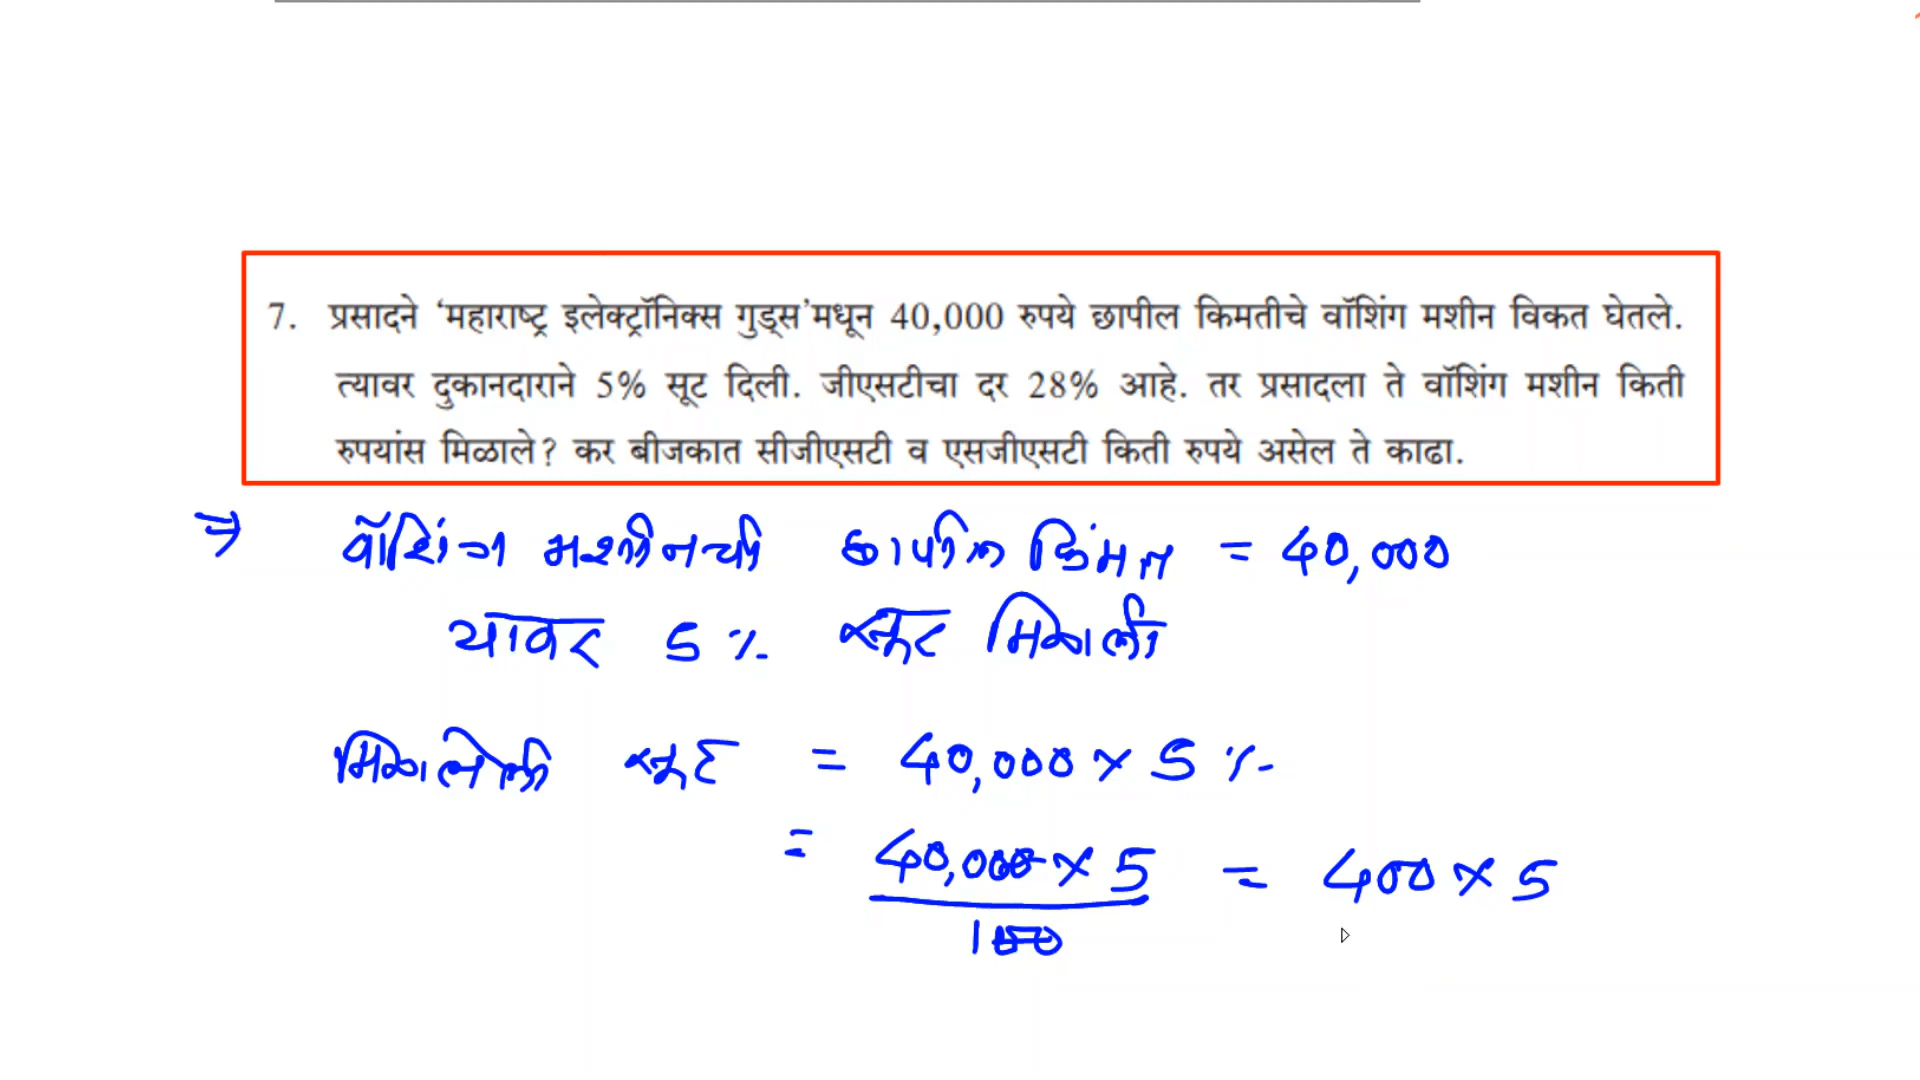 7. प्रसादने ‘महाराष्ट्र इलेक्ट्रॉनिक्स गुड्स’मधून 40,000 रुपये छापील किमतीचे वॉशिंग मशीन विकत घेतले.
त्यावर दुकानदाराने 5% सूट दिली. जीएसटीचा दर 28% आहे. तर प्रसादला ते वॉशिंग मशीन किती
रुपयांस मिळाले? कर बीजकात सीजीएसटी व एसजीएसटी किती रुपये असेल ते काढा.
⇒ वॉशिंग मशीनची छापील किंमत = 40,000
यावर 5 % सूट मिळाली
मिळालेली सूट = 40,000 × 5 %
= 40,000 × 5 / 100 = 400 × 5